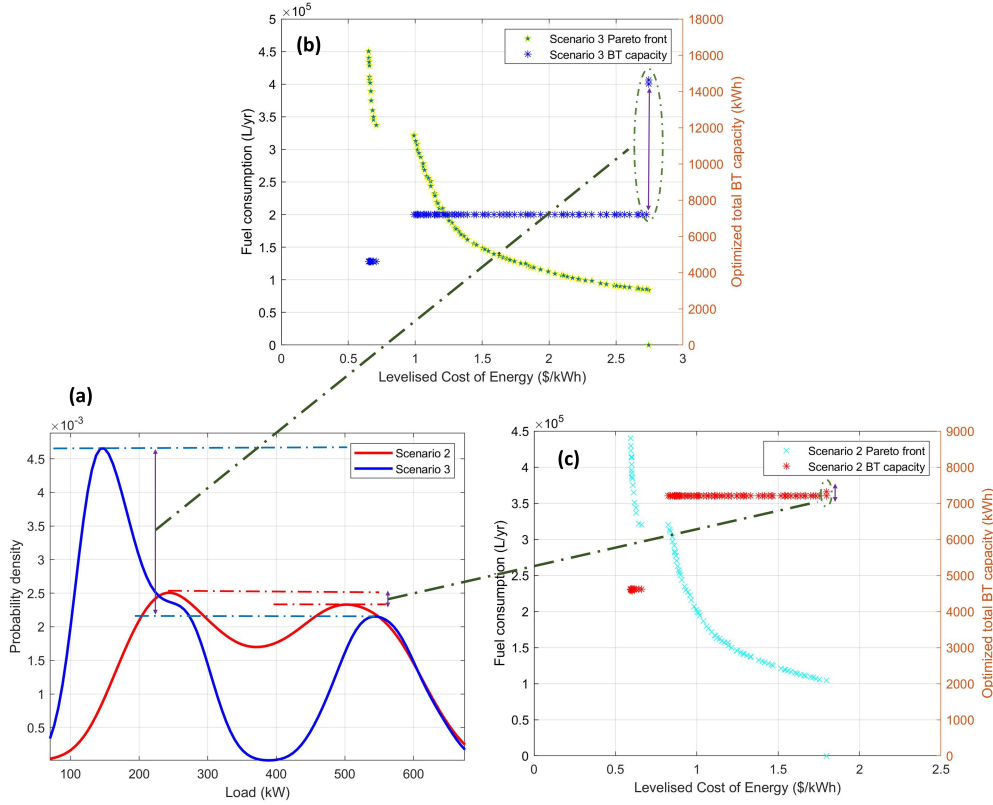 ×10⁵
(b)
Scenario 3 Pareto front
Scenario 3 BT capacity
Fuel consumption (L/yr)
5
4.5
4
3.5
3
2.5
2
1.5
1
0.5
0
18000
16000
14000
12000
10000
8000
6000
4000
2000
0
Optimized total BT capacity (kWh)
0 0.5 1 1.5 2 2.5 3
Levelised Cost of Energy ($/kWh)
(a)
×10⁻³
Scenario 2
Scenario 3
Probability density
4.5
4
3.5
3
2.5
2
1.5
1
0.5
100 200 300 400 500 600
Load (kW)
×10⁵
(c)
Scenario 2 Pareto front
Scenario 2 BT capacity
Fuel consumption (L/yr)
4.5
4
3.5
3
2.5
2
1.5
1
0.5
0
9000
8000
7000
6000
5000
4000
3000
2000
1000
0
Optimized total BT capacity (kWh)
0 0.5 1 1.5 2 2.5
Levelised Cost of Energy ($/kWh)